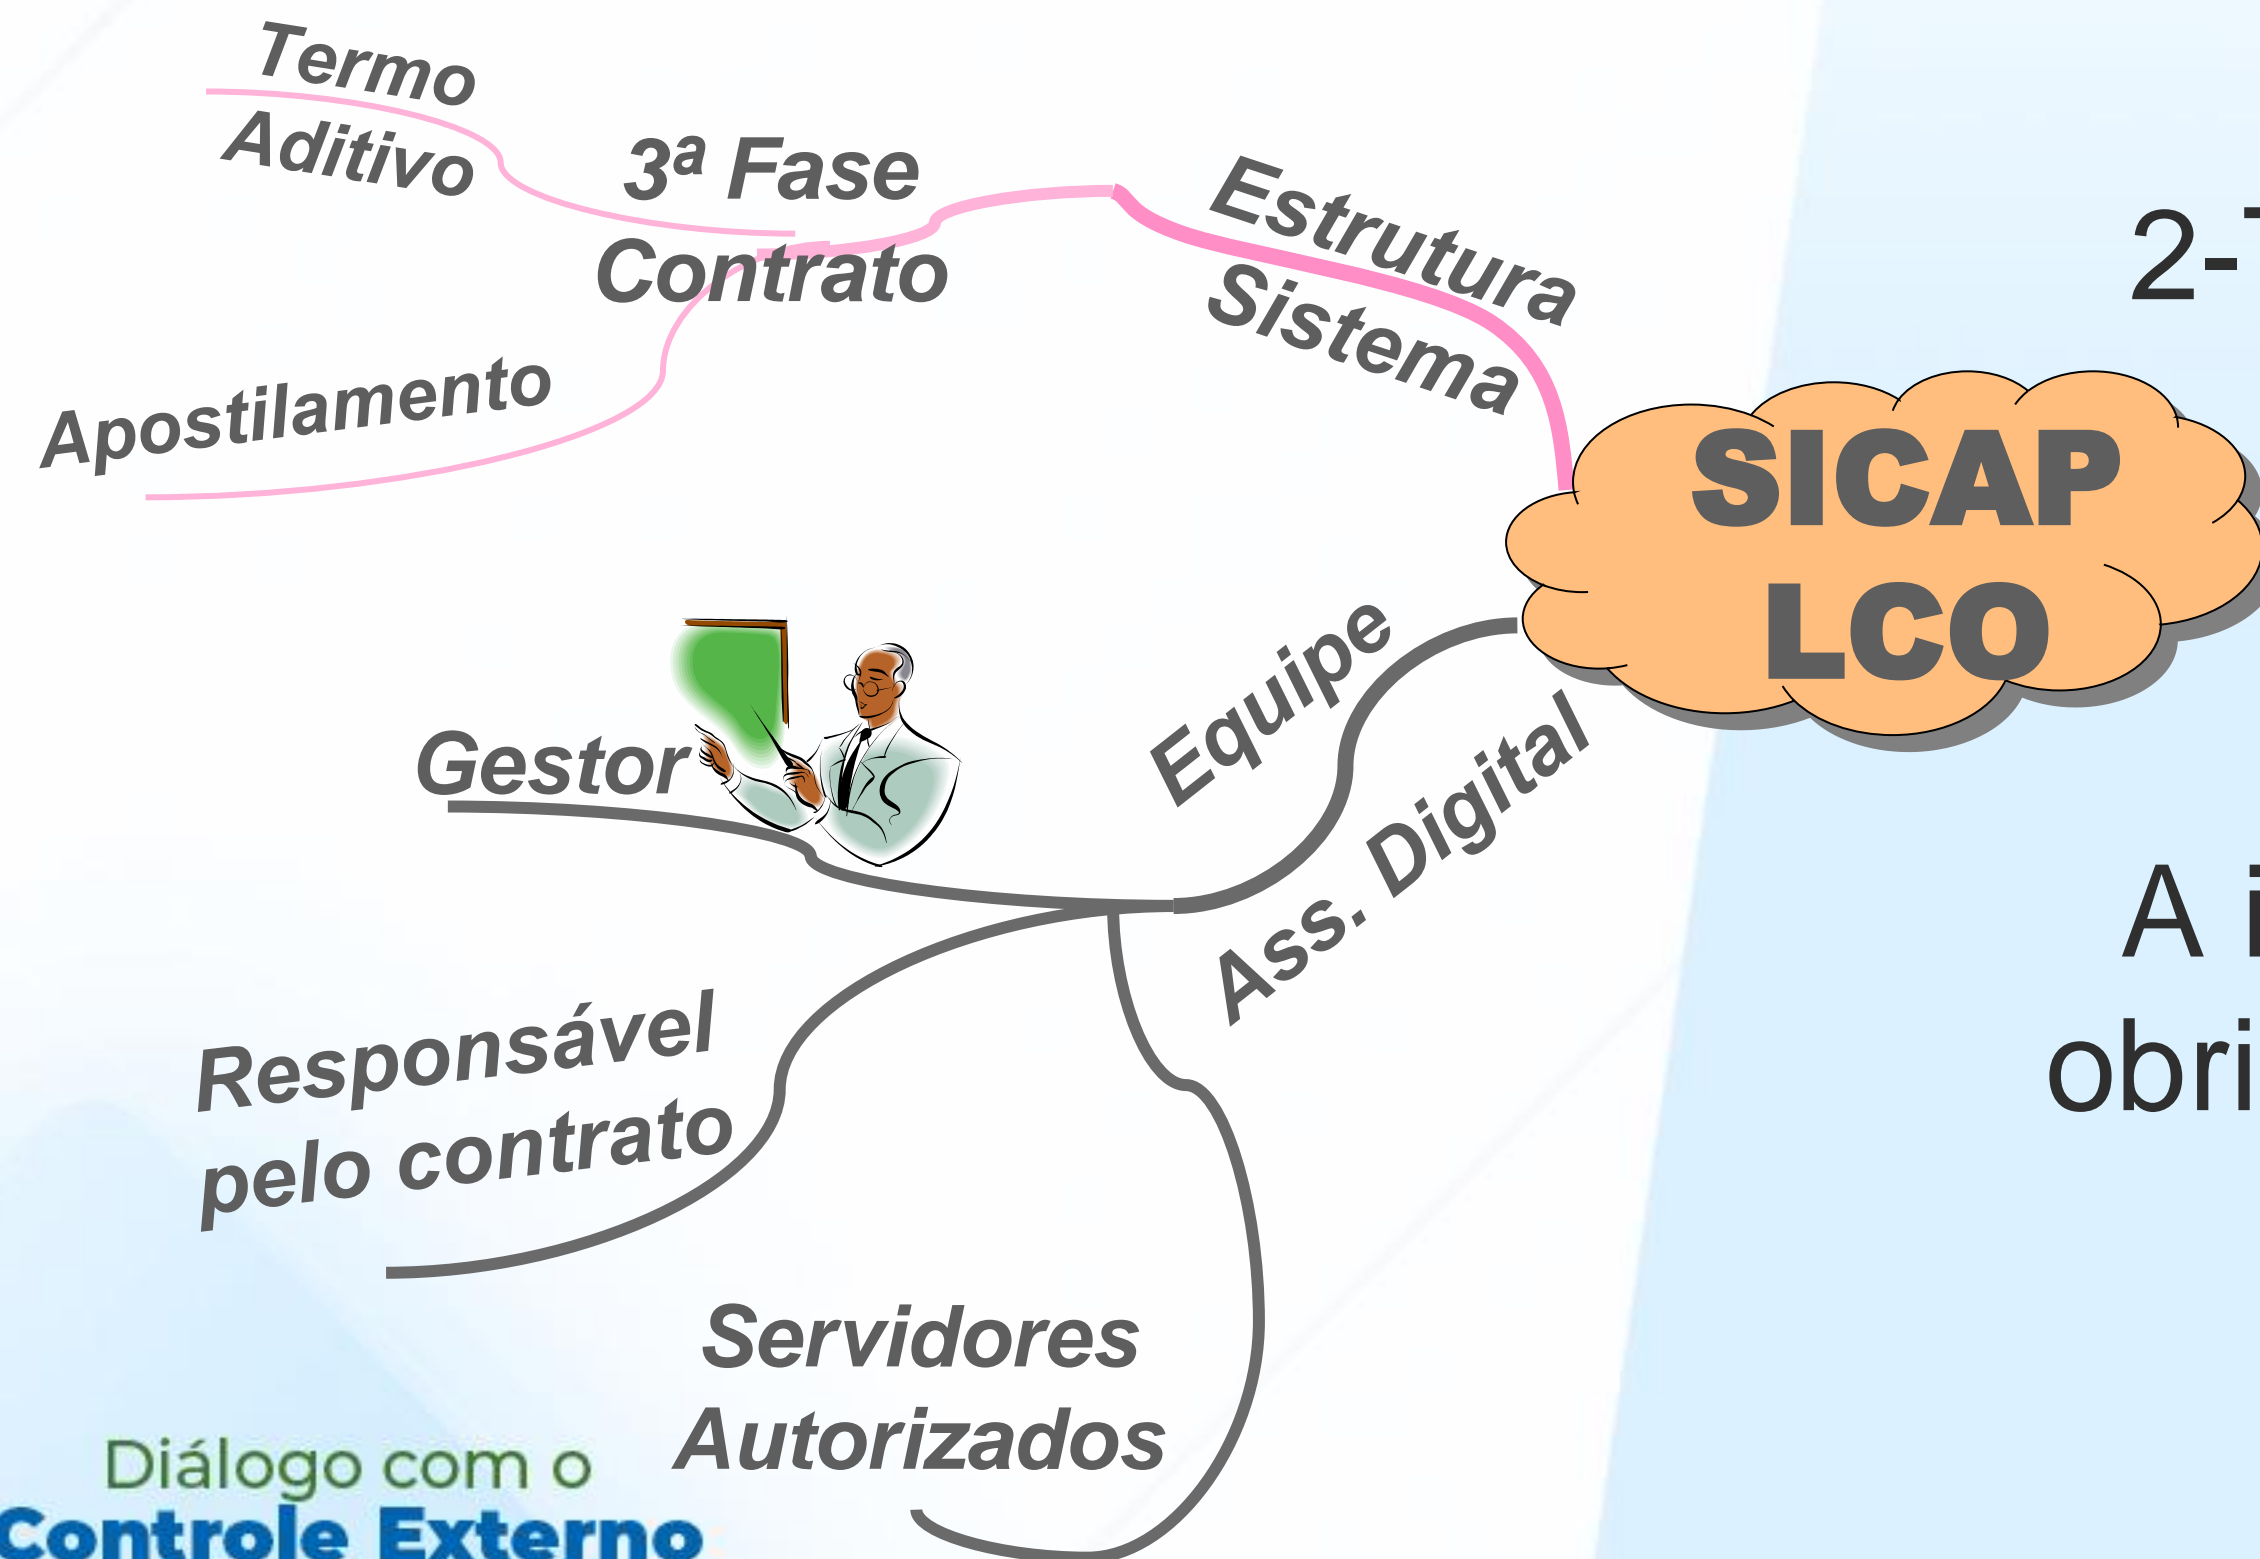 Termo
Aditivo
3ª Fase
Contrato
Apostilamento
Estrutura
Sistema
SICAP
LCO
Equipe
Ass. Digital
Gestor
Responsável
pelo contrato
Servidores
Autorizados
Diálogo com o
Controle Externo
2-
A